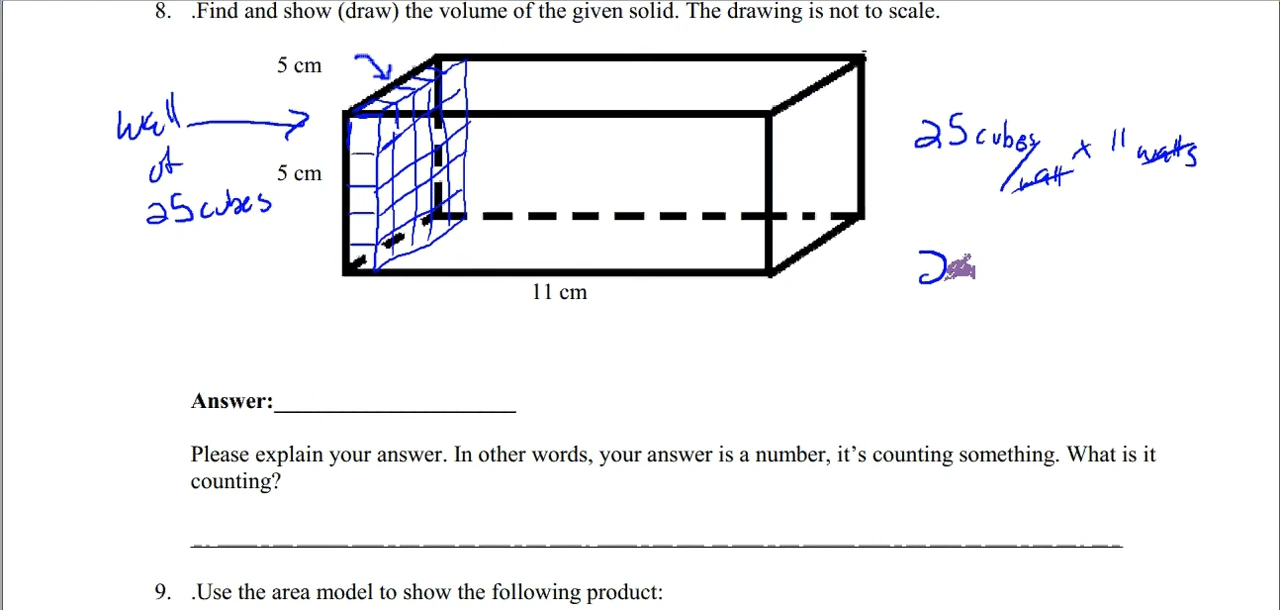 8. .Find and show (draw) the volume of the given solid. The drawing is not to scale.
5 cm
wall
of
25 cubes
5 cm
25 cubes/wall x 11 walls
2
11 cm
Answer:____________________
Please explain your answer. In other words, your answer is a number, it’s counting something. What is it
counting?
9. .Use the area model to show the following product: